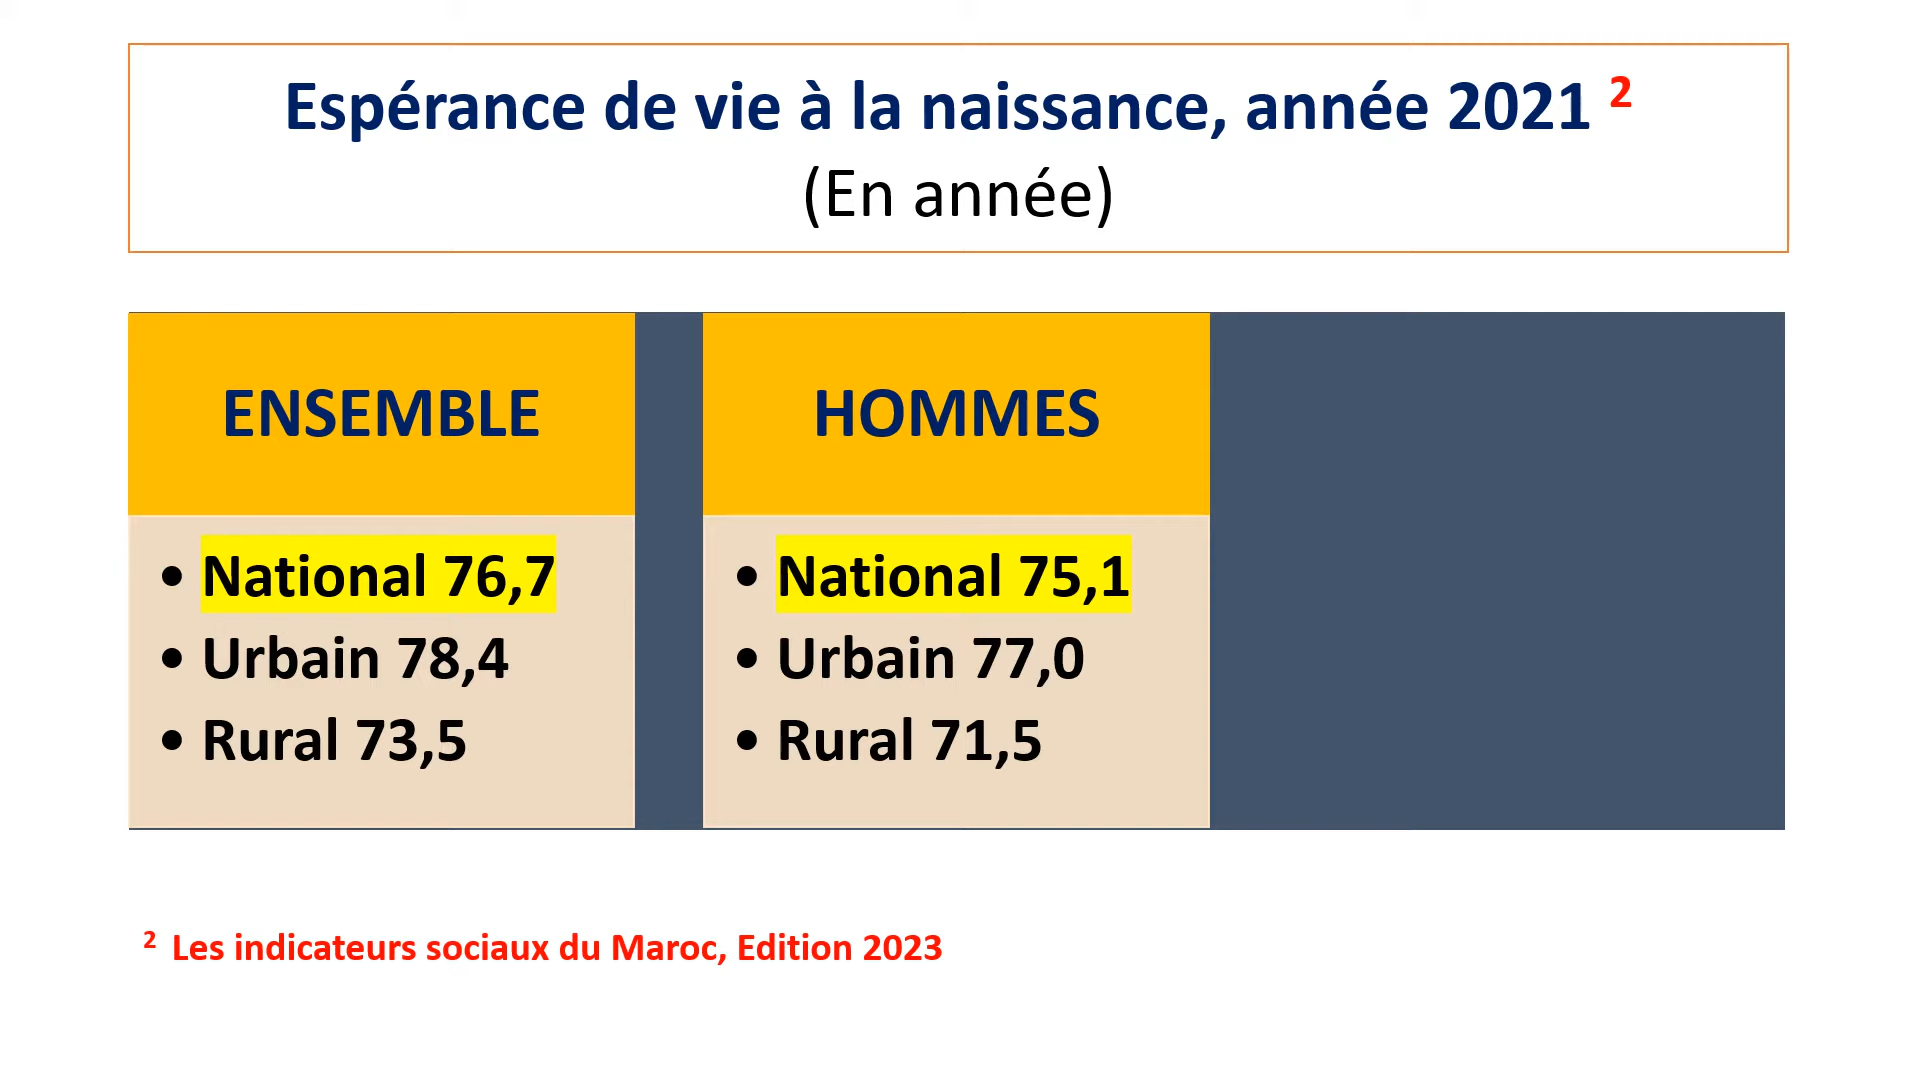 Espérance de vie à la naissance, année 2021 ²
(En année)
ENSEMBLE
• National 76,7
• Urbain 78,4
• Rural 73,5
HOMMES
• National 75,1
• Urbain 77,0
• Rural 71,5
² Les indicateurs sociaux du Maroc, Edition 2023